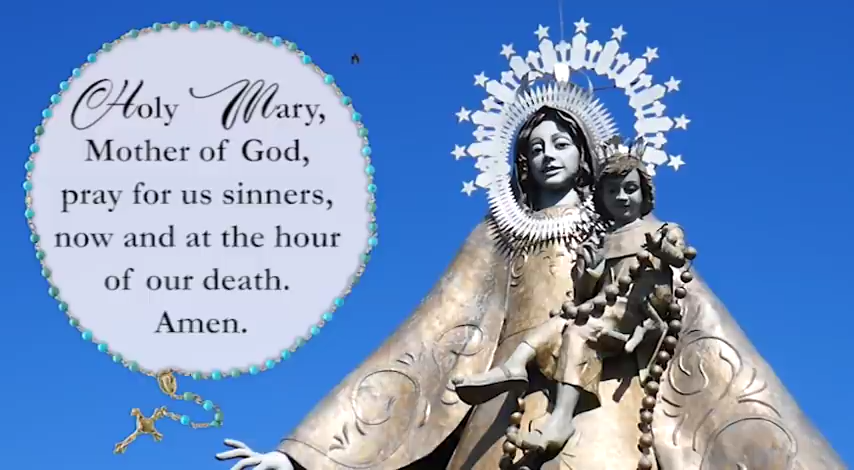 Holy Mary,
Mother of God,
pray for us sinners,
now and at the hour
of our death.
Amen.